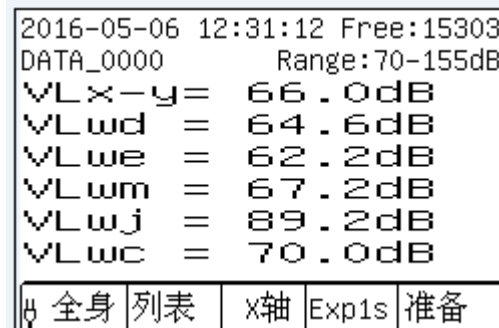 2016-05-06 12:31:12 Free:15303
DATA_0000 Range:70-155dB
VLx-y= 66.0dB
VLwd = 64.6dB
VLwe = 62.2dB
VLwm = 67.2dB
VLwj = 89.2dB
VLwc = 70.0dB
全身 列表 X轴 Exp1s 准备